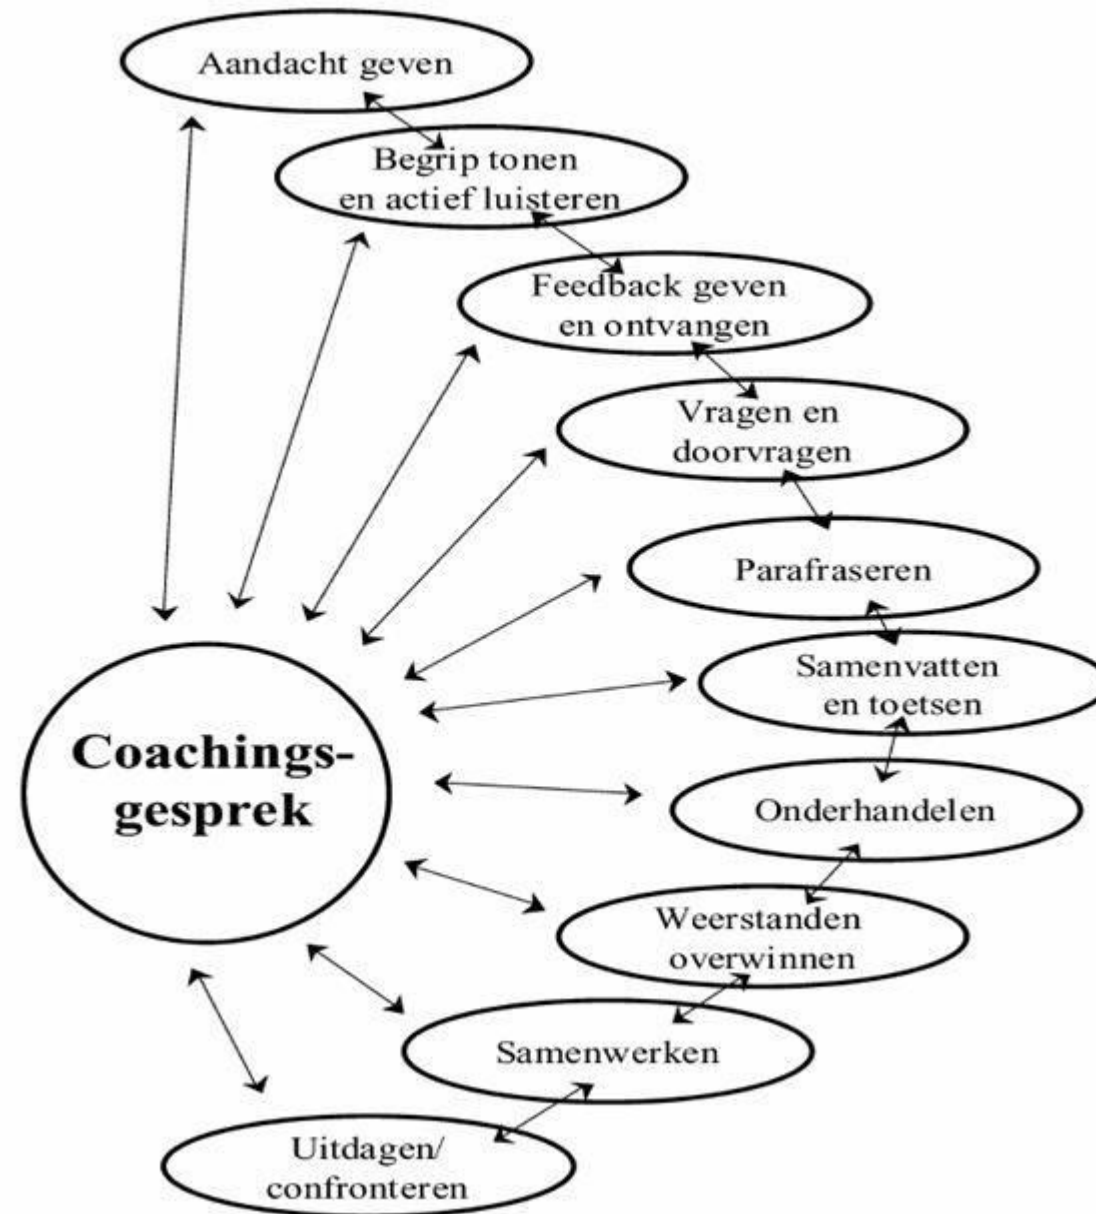 Aandacht geven
Begrip tonen
en actief luisteren
Feedback geven
en ontvangen
Vragen en
doorvragen
Parafraseren
Samenvatten
en toetsen
Coachings-
gesprek
Onderhandelen
Weerstanden
overwinnen
Samenwerken
Uitdagen/
confronteren